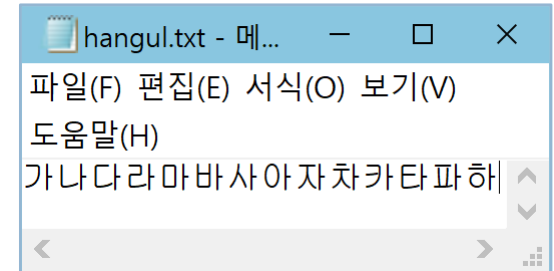 hangul.txt - 메...
파일(F) 편집(E) 서식(O) 보기(V)
도움말(H)
가나다라마바사아자차카타파하